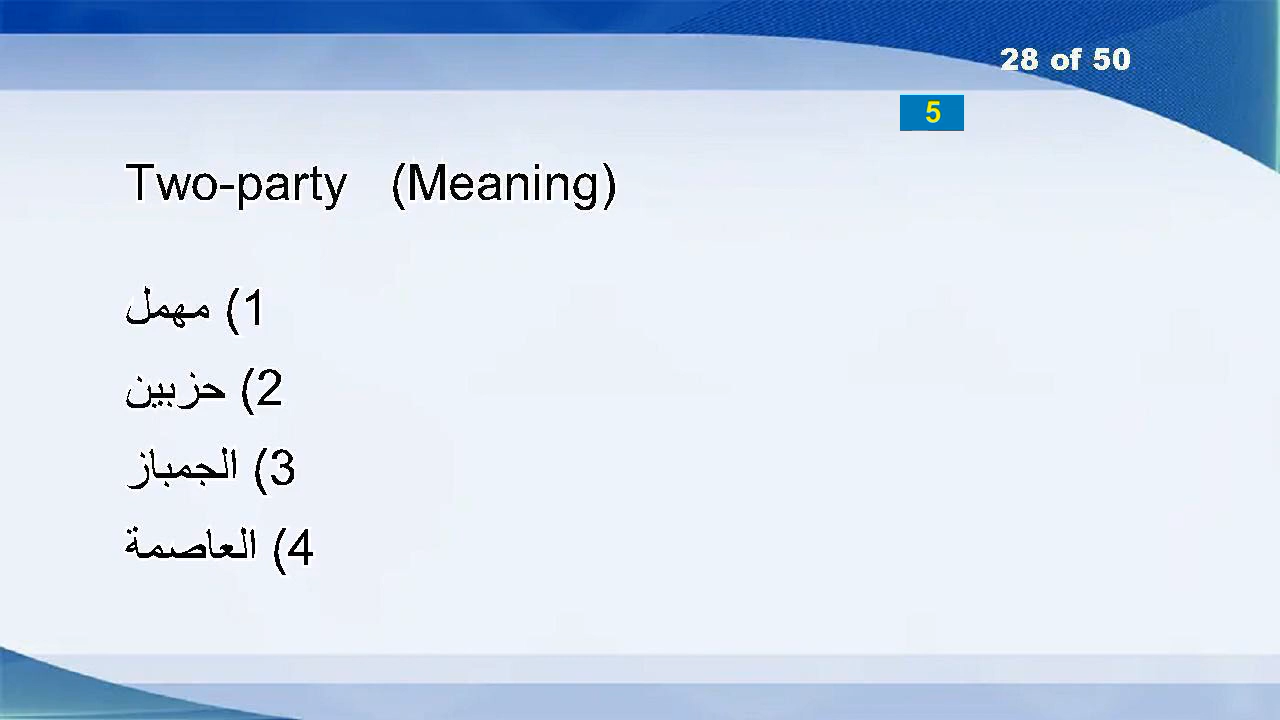 28 of 50
5
Two-party (Meaning)
1) مهمل
2) حزبين
3) الجمباز
4) العاصمة